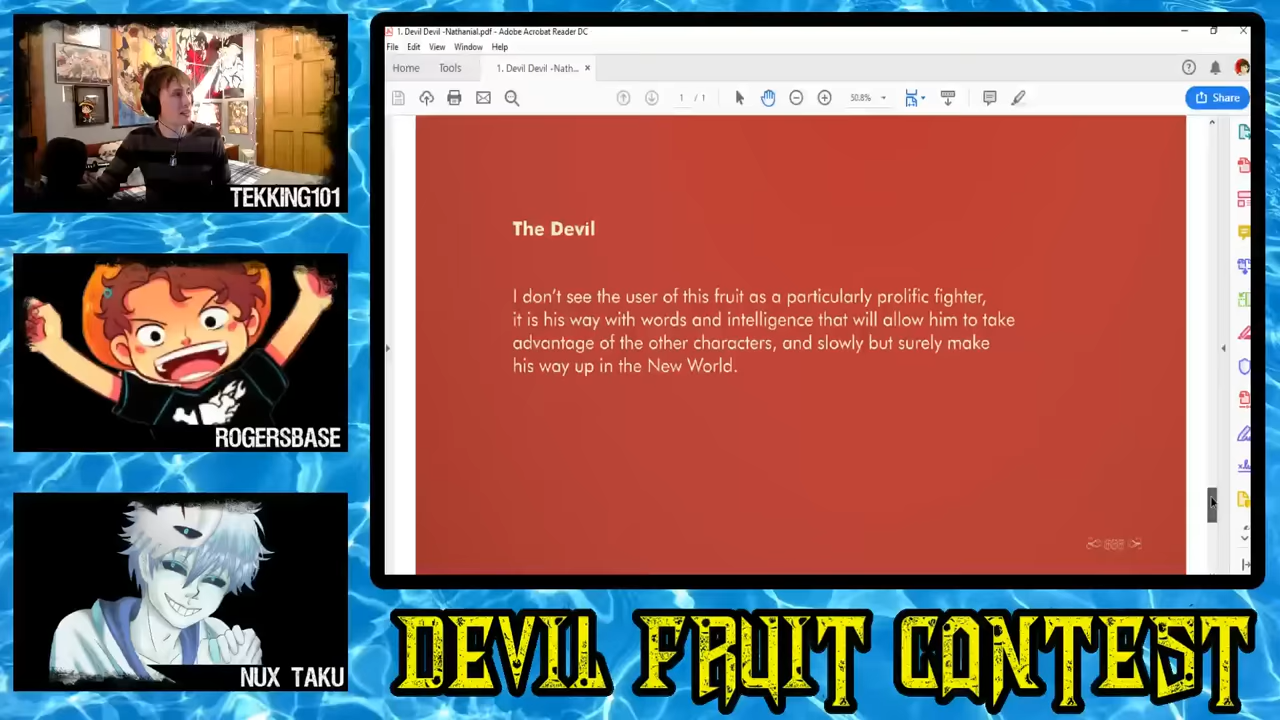 TEKKING101
ROGERSBASE
NUX TAKU
1. Devil Devil -Nathanial.pdf - Adobe Acrobat Reader DC
File Edit View Window Help
Home Tools 1. Devil Devil -Nath... ×
1 / 1 50.8% Share
The Devil
I don't see the user of this fruit as a particularly prolific fighter,
it is his way with words and intelligence that will allow him to take
advantage of the other characters, and slowly but surely make
his way up in the New World.
DEVIL FRUIT CONTEST